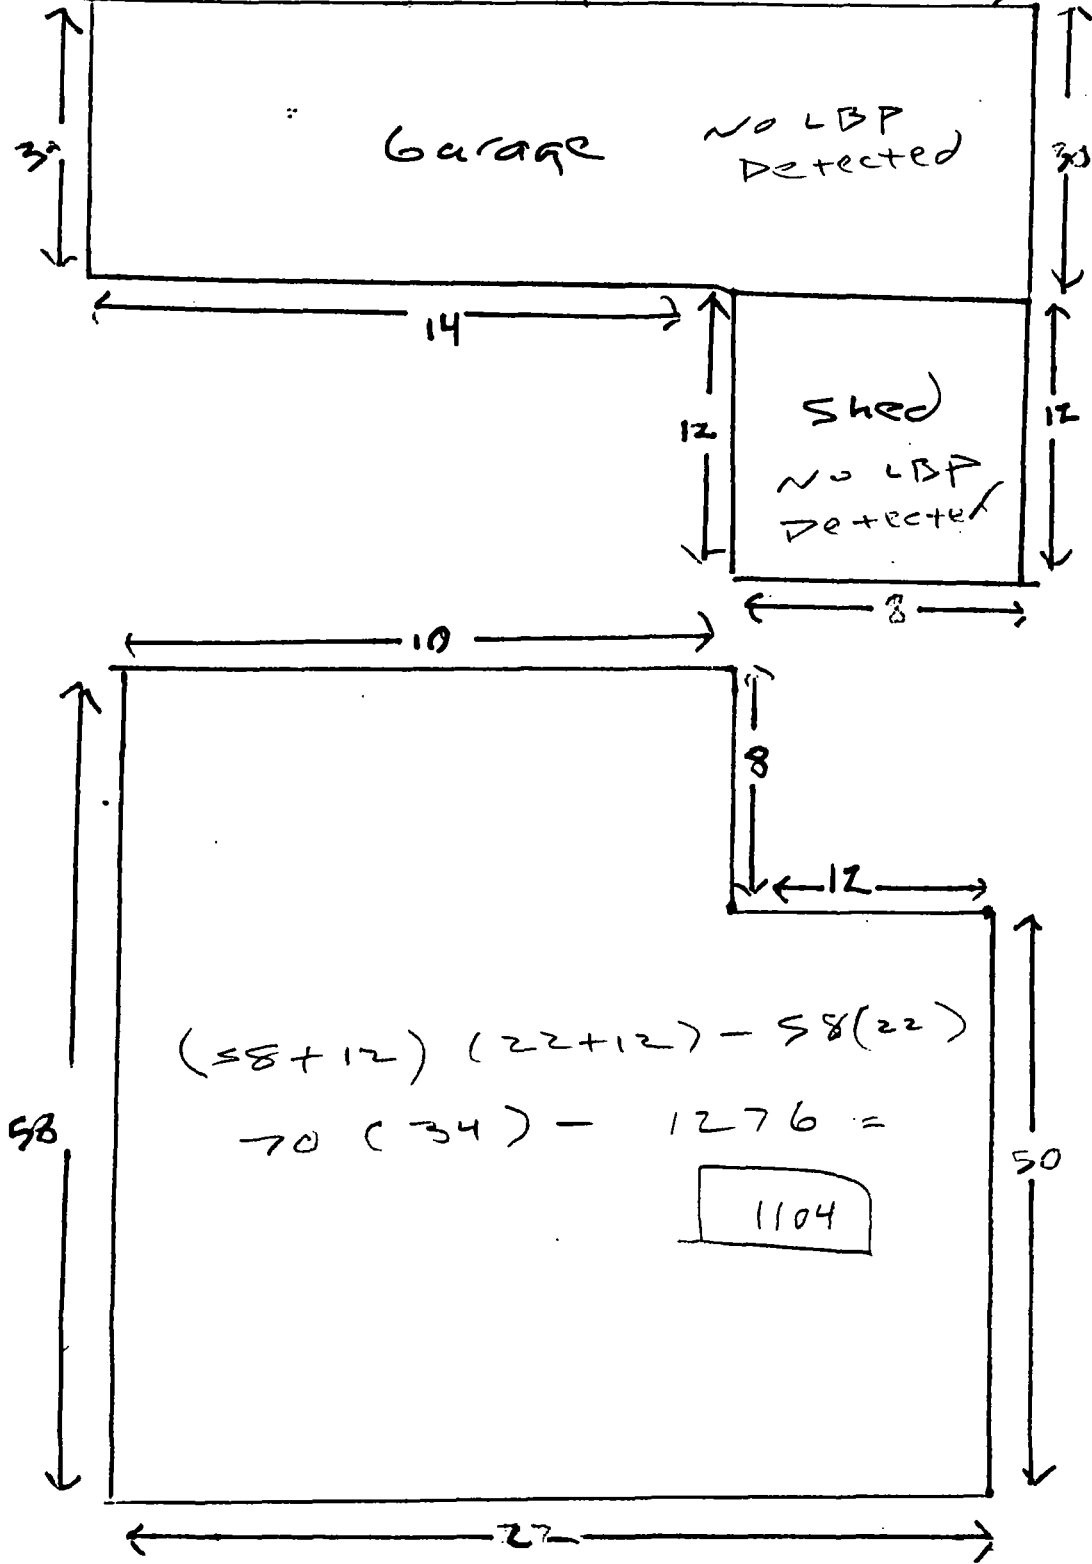 Garage
No LBP
Detected
30
14
12
Shed
No LBP
Detected
12
8
10
8
12
(58+12) (22+12) - 58(22)
70 (34) - 1276 =
1104
58
50
22